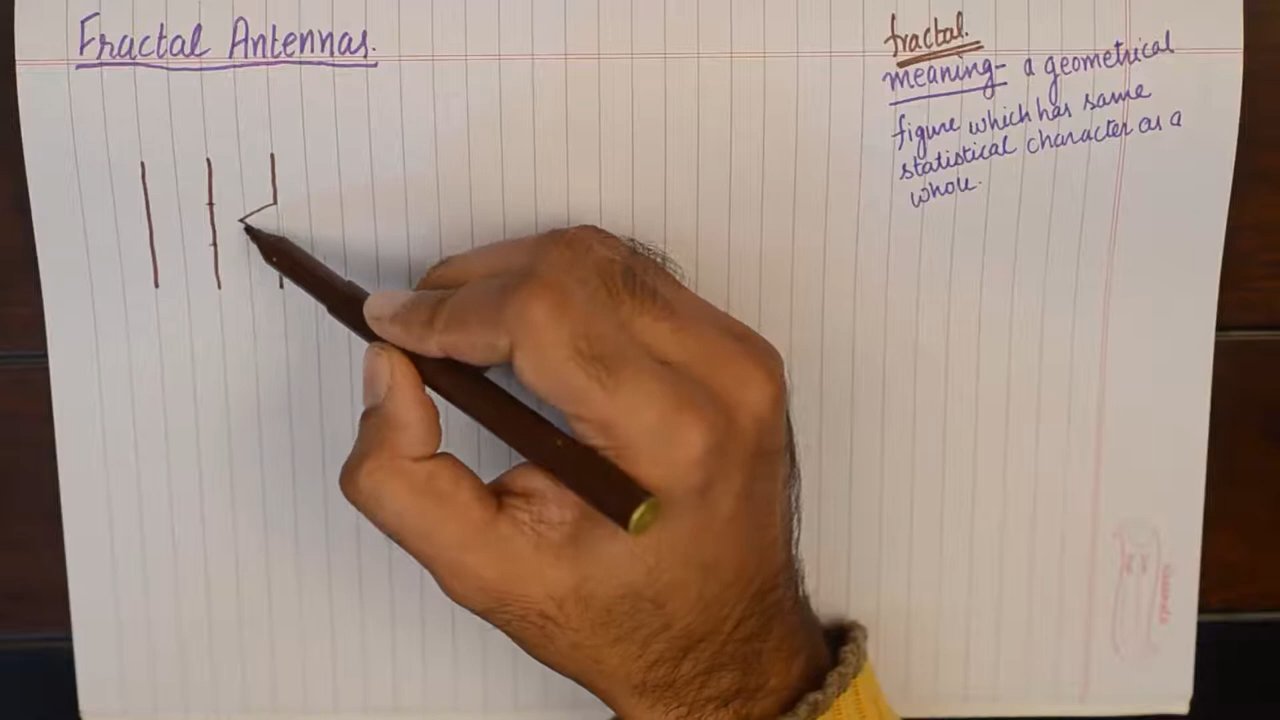 Fractal Antennas.
fractal.
meaning- a geometrical
figure which has same
statistical character as a
whole.